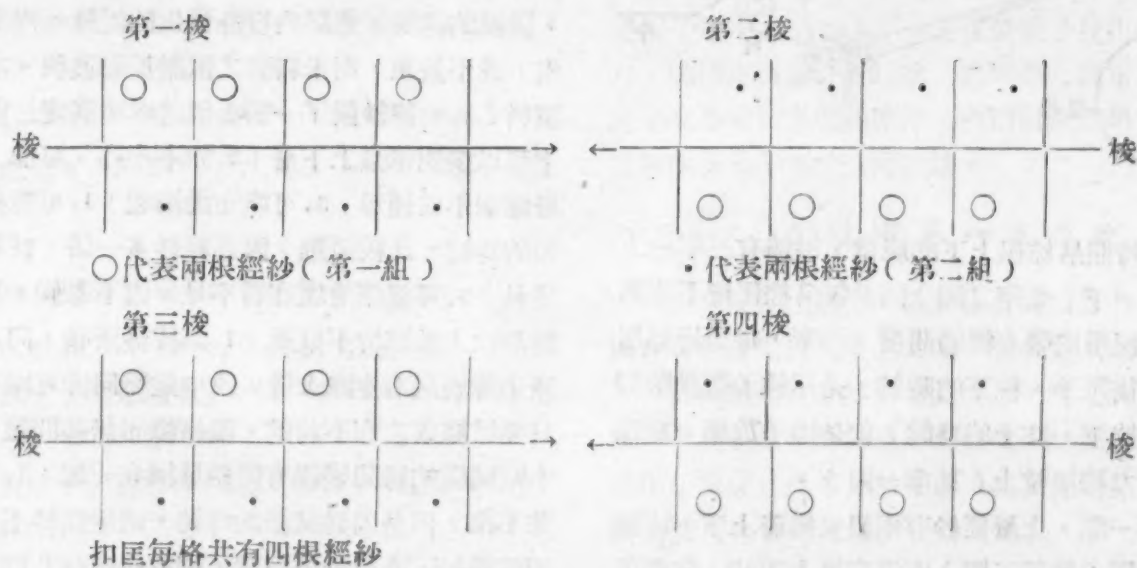 第一梭
第二梭
梭
梭
○代表兩根經紗（第一組）
•代表兩根經紗（第二組）
第三梭
第四梭
梭
梭
扣匡每格共有四根經紗